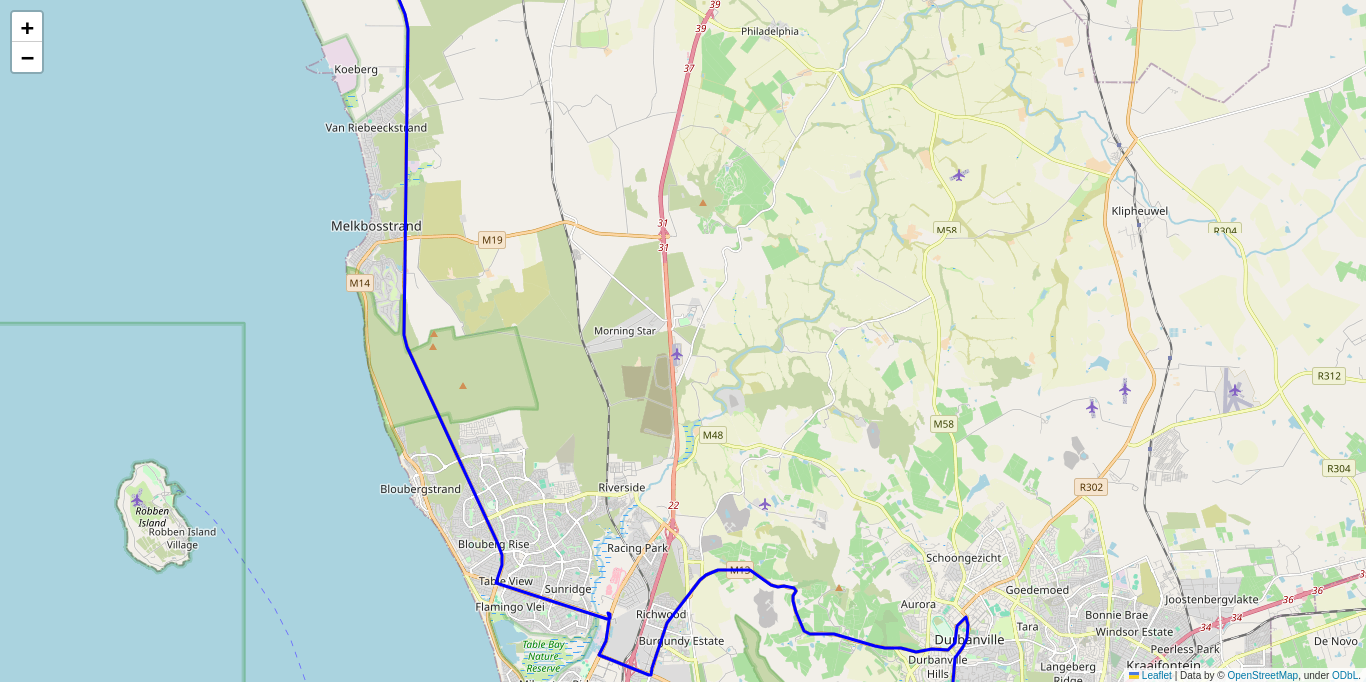 +
−
39
39
Philadelphia
37
Koeberg
Van Riebeeckstrand
Klipheuwel
Melkbosstrand
31
M58
R304
M19
31
M14
Morning Star
R312
M58
M48
R304
Bloubergstrand
Riverside
R302
22
Robben
Island
Robben Island
Village
Blouberg Rise
Racing Park
Schoongezicht
M13
Table View
Sunridge
Goedemoed
36
36
Joostenbergvlakte
Flamingo Vlei
Aurora
Richwood
Bonnie Brae
34
34
Tara
Windsor Estate
Burgundy Estate
Durbanville
De Novo
Table Bay
Nature
Reserve
Peerless Park
Durbanville
Hills
Langeberg
Ridge
Kraaifontein
Leaflet | Data by © OpenStreetMap, under ODbL.